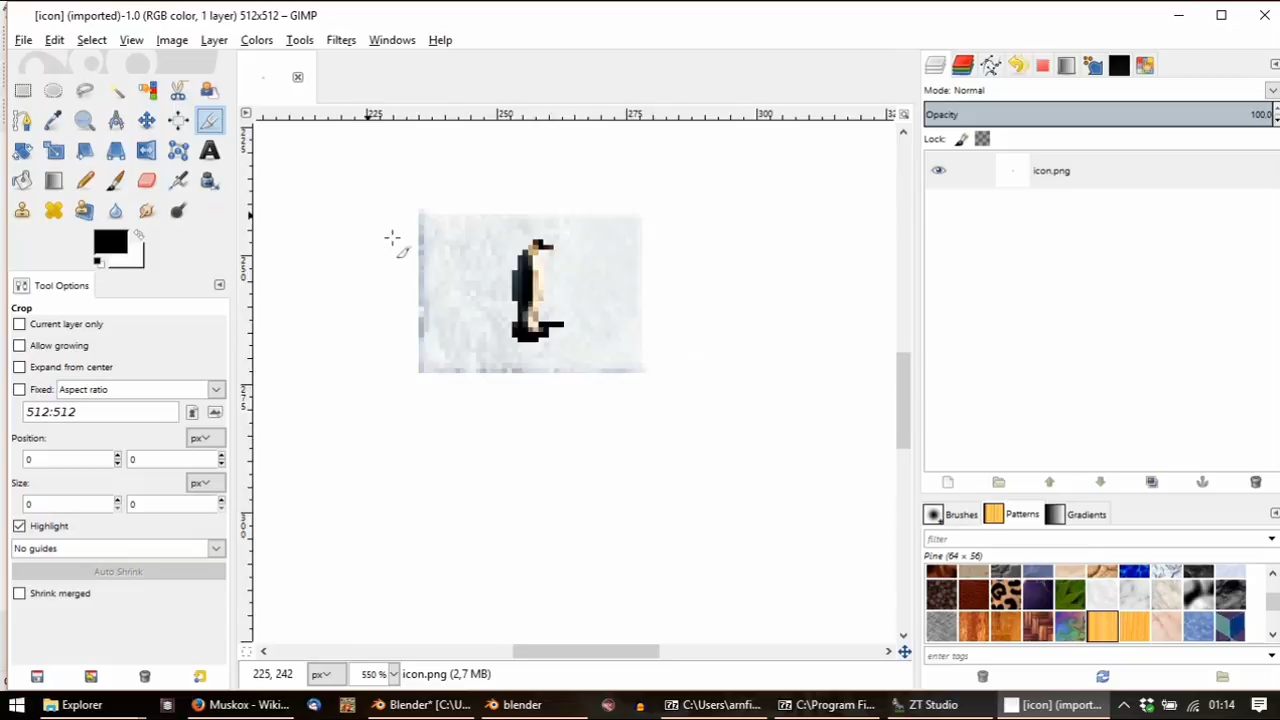 [icon] (imported)-1.0 (RGB color, 1 layer) 512x512 – GIMP
File Edit Select View Image Layer Colors Tools Filters Windows Help
Mode: Normal
Opacity 100,0
Lock:
225 250 275 300
icon.png
Tool Options
Crop
Current layer only
Allow growing
Expand from center
Fixed: Aspect ratio
512:512
Position: px
0 0
Size: px
0 0
Highlight
No guides
Auto Shrink
Shrink merged
Brushes Patterns Gradients
filter
Pine (64 × 56)
enter tags
225, 242 px 550 % icon.png (2,7 MB)
Explorer Muskox – Wiki... Blender* [C:\U... blender C:\Users\arnfi... C:\Program Fi... ZT Studio [icon] (imported... 01:14